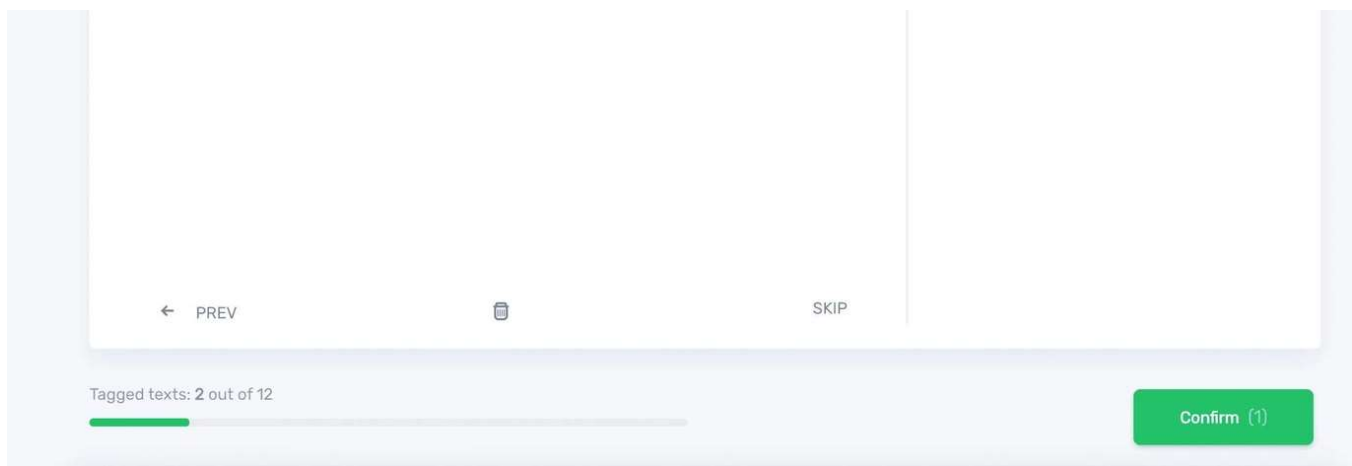 ← PREV
SKIP
Tagged texts: 2 out of 12
Confirm (1)